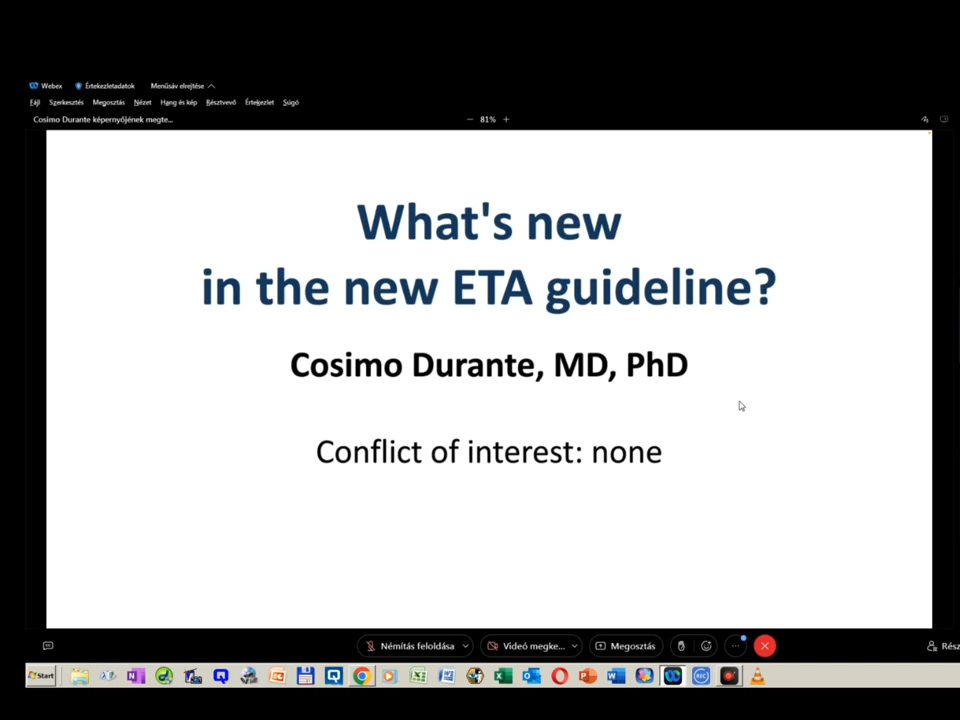 Webex Értekezletadatok Menüsáv elrejtése
Fájl Szerkesztés Megosztás Nézet Hang és kép Résztvevő Értekezlet Súgó
Cosimo Durante képernyőjének megte...
81%
What's new
in the new ETA guideline?
Cosimo Durante, MD, PhD
Conflict of interest: none
Némítás feloldása Videó megke... Megosztás Rész
Start
REC